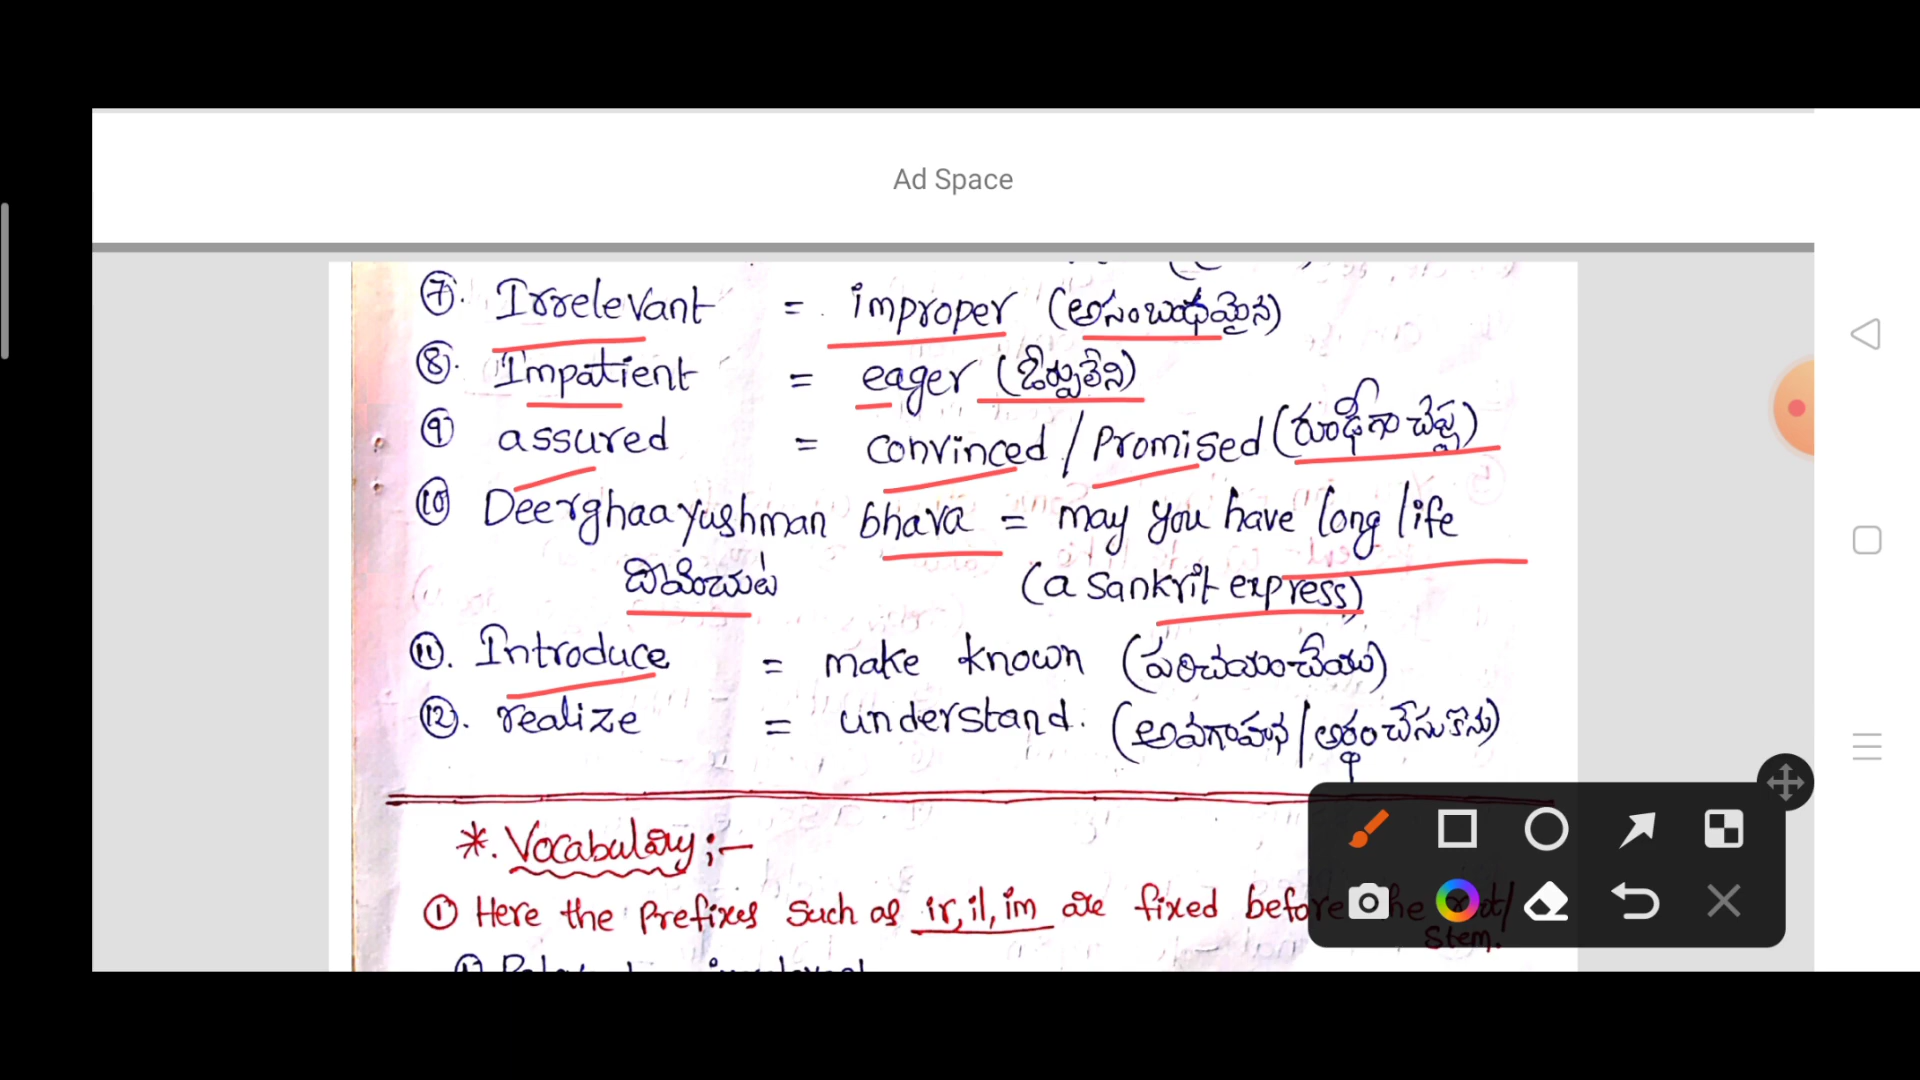 Ad Space
⑦. Irrelevant = improper (అసంబంధమైన)
⑧. Impatient = eager (ఓర్పులేని)
⑨ assured = convinced / Promised (రూఢీగా చెప్పు)
⑩ Deerghaayushman bhava = may you have long life
దీవించుట (a sankrit express)
⑪. Introduce = make known (పరిచయంచేయు)
⑫. realize = understand. (అవగాహన/అర్థంచేసుకొను)
*. Vocabulary:-
① Here the Prefixes such as ir, il, im are fixed before the root/
stem.